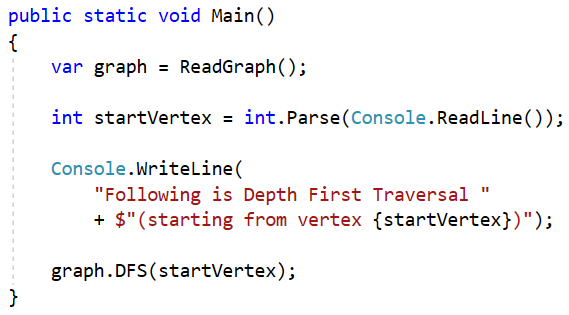 public static void Main()
{
    var graph = ReadGraph();
    int startVertex = int.Parse(Console.ReadLine());
    Console.WriteLine(
        "Following is Depth First Traversal "
        + $"(starting from vertex {startVertex})");
    graph.DFS(startVertex);
}